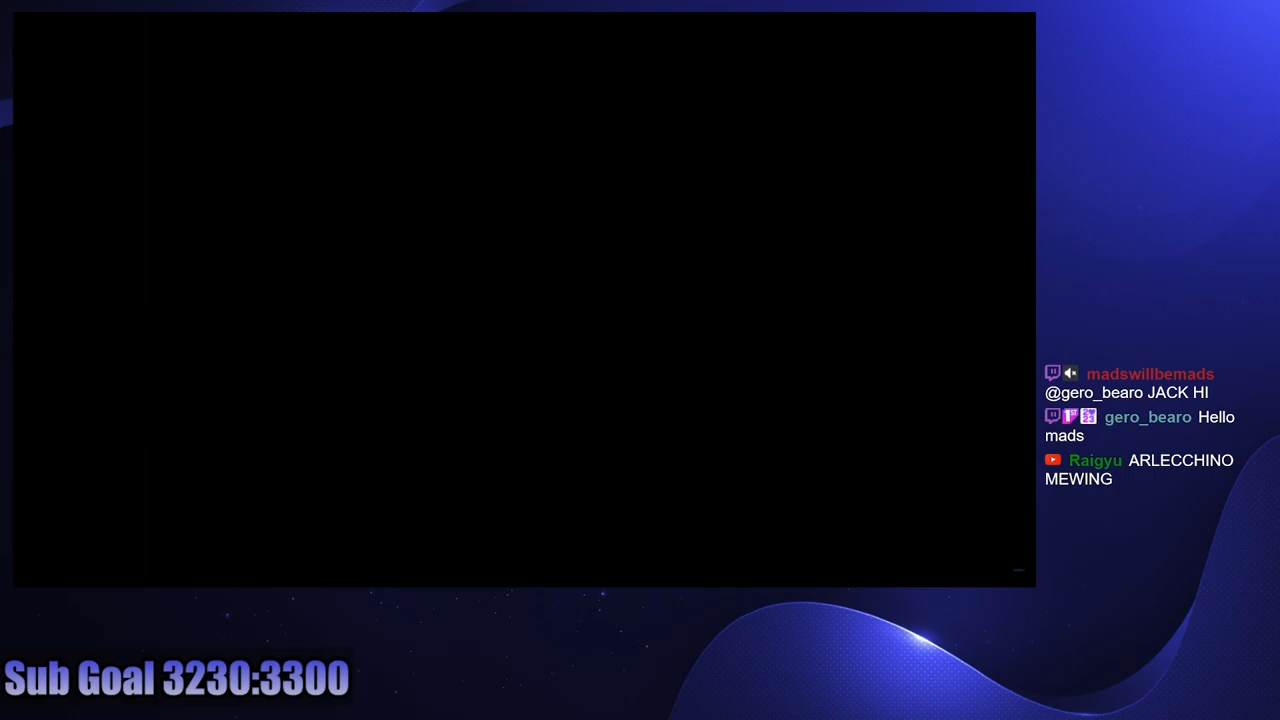 madswillbemads
@gero_bearo JACK HI
gero_bearo Hello
mads
Raigyu ARLECCHINO
MEWING
Sub Goal 3230:3300